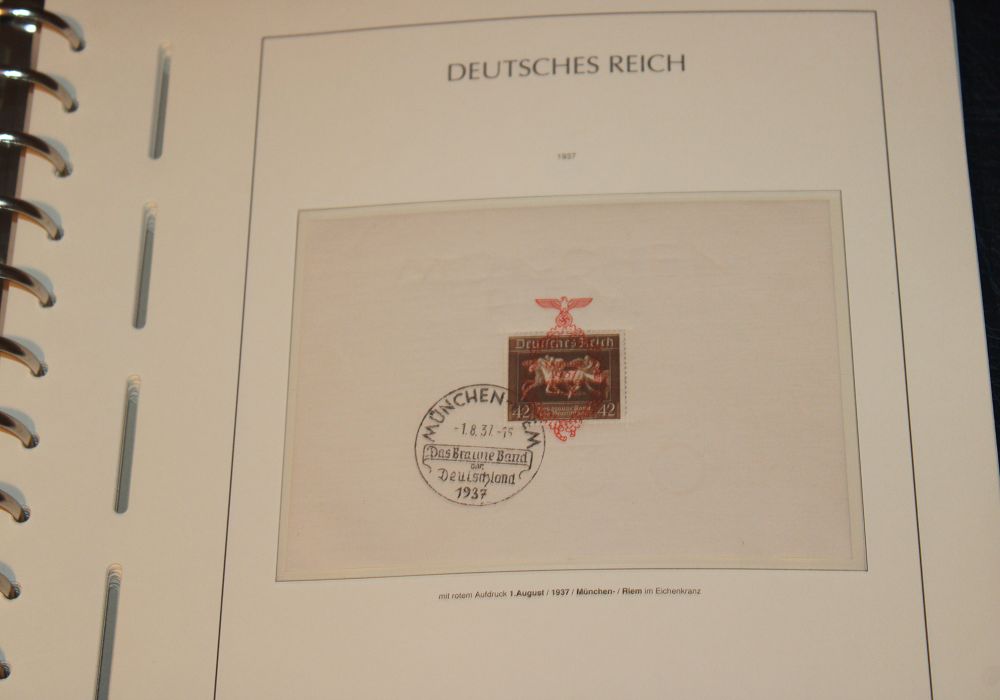 DEUTSCHES REICH
1937
Deutsches Reich
42 42
MÜNCHEN-
-1.8.37.-
Das Braune Band
von
Deutschland
1937
mit rotem Aufdruck 1.August / 1937 / München- / Riem im Eichenkranz